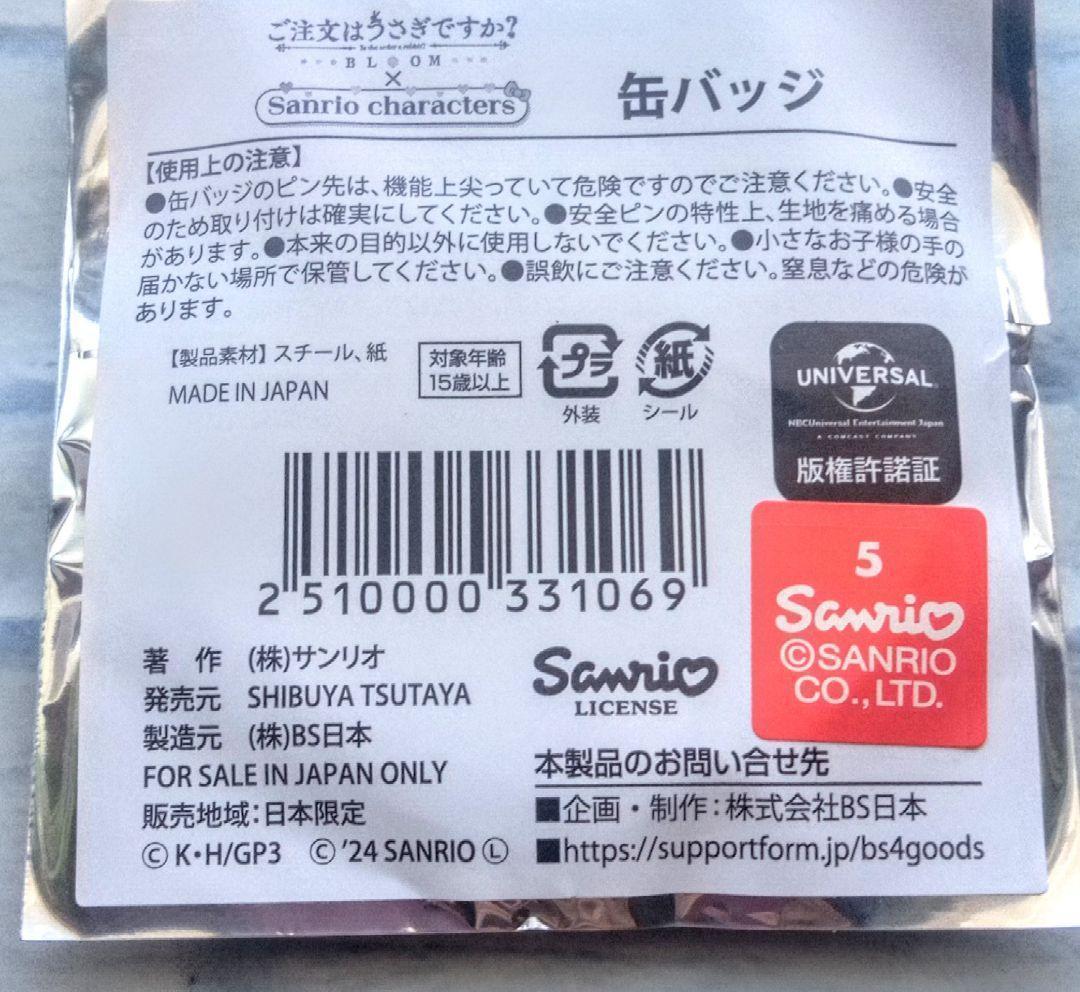 ご注文はうさぎですか?
Is the order a rabbit?
BLOOM
×
Sanrio characters
缶バッジ
【使用上の注意】
●缶バッジのピン先は、機能上尖っていて危険ですのでご注意ください。●安全
のため取り付けは確実にしてください。●安全ピンの特性上、生地を痛める場合
があります。●本来の目的以外に使用しないでください。●小さなお子様の手の
届かない場所で保管してください。●誤飲にご注意ください。窒息などの危険が
あります。
【製品素材】スチール、紙
MADE IN JAPAN
対象年齢
15歳以上
プラ
外装
紙
シール
UNIVERSAL
NBCUniversal Entertainment Japan
A COMCAST COMPANY
版権許諾証
2 510000 331069
5
Sanrio
©SANRIO
CO.,LTD.
著 作 (株)サンリオ
発売元 SHIBUYA TSUTAYA
製造元 (株)BS日本
FOR SALE IN JAPAN ONLY
販売地域:日本限定
© K・H/GP3 © '24 SANRIO Ⓛ
Sanrio
LICENSE
本製品のお問い合せ先
■企画・制作:株式会社BS日本
■https://supportform.jp/bs4goods